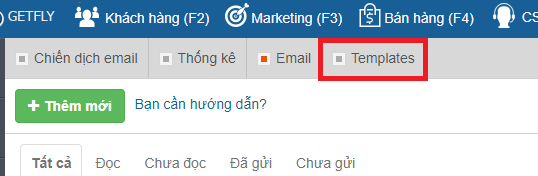 GETFLY Khách hàng (F2) Marketing (F3) Bán hàng (F4) CS
Chiến dịch email Thống kê Email Templates
Thêm mới Bạn cần hướng dẫn?
Tất cả Đọc Chưa đọc Đã gửi Chưa gửi